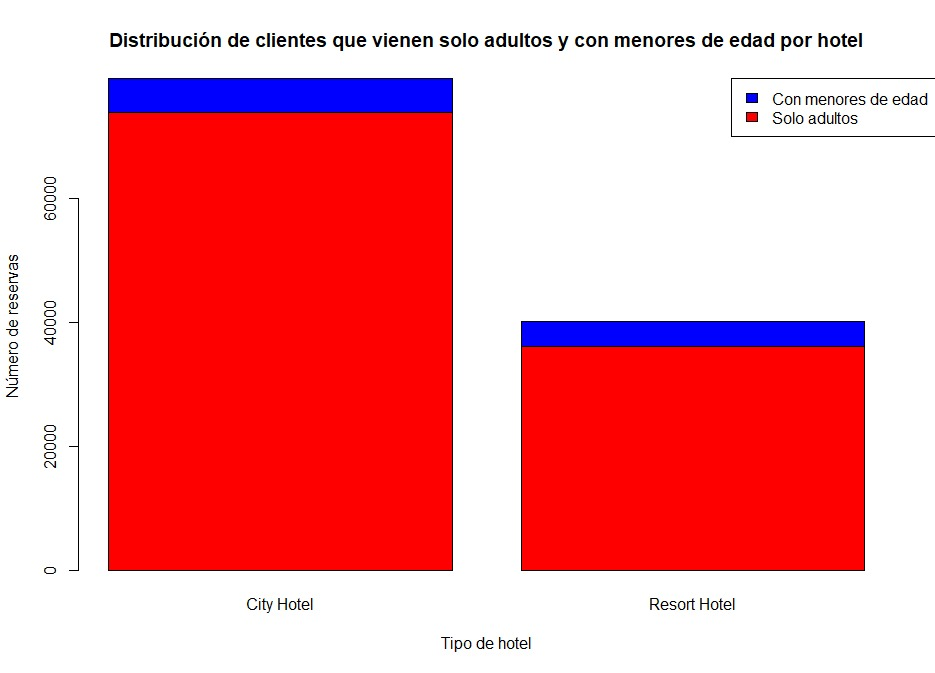 Distribución de clientes que vienen solo adultos y con menores de edad por hotel
Con menores de edad
Solo adultos
Número de reservas
60000
40000
20000
0
City Hotel
Resort Hotel
Tipo de hotel